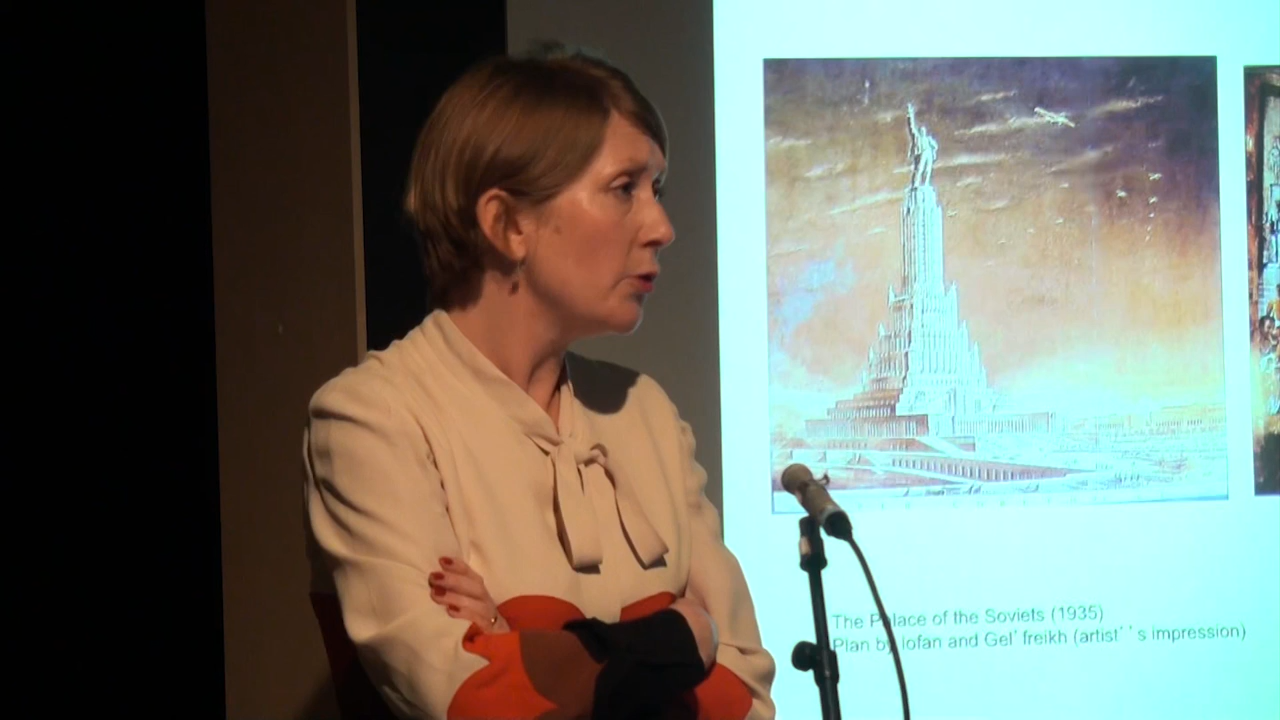 The Palace of the Soviets (1935)
Plan by Iofan and Gel’freikh (artist’’s impression)